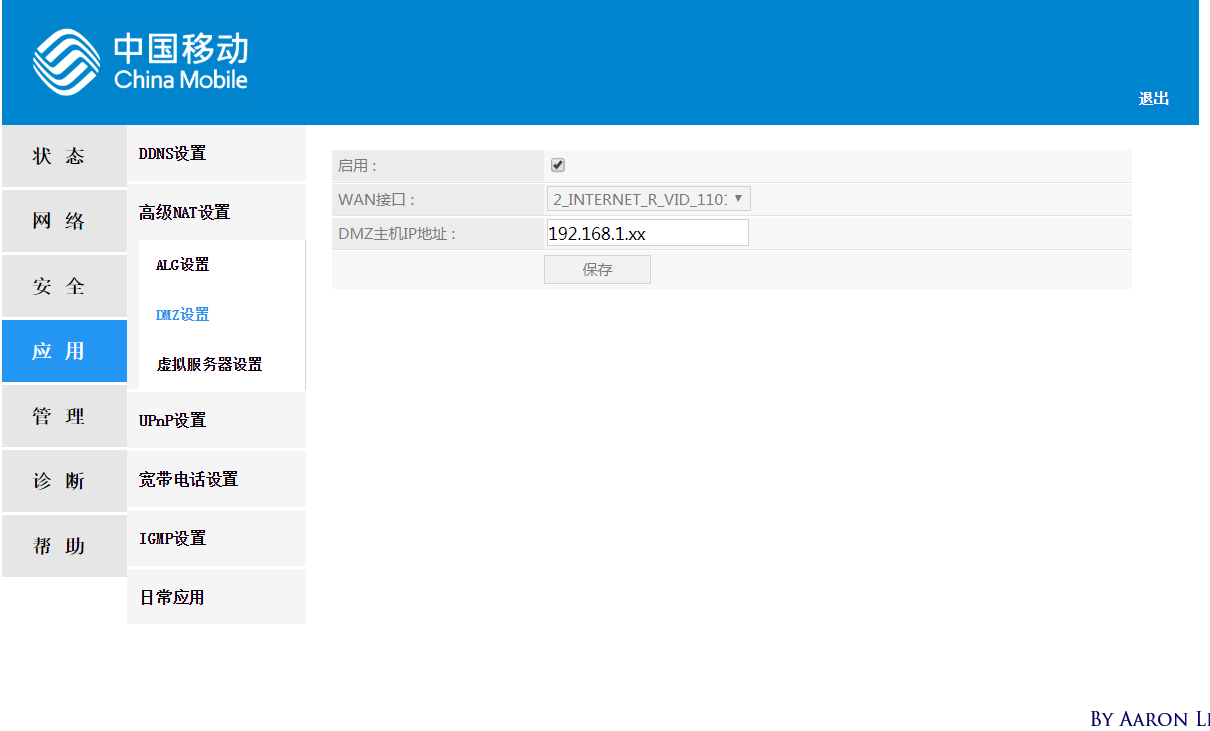 中国移动
China Mobile
退出
状 态
网 络
安 全
应 用
管 理
诊 断
帮 助
DDNS设置
高级NAT设置
ALG设置
DMZ设置
虚拟服务器设置
UPnP设置
宽带电话设置
IGMP设置
日常应用
启用：
WAN接口：
2_INTERNET_R_VID_110
DMZ主机IP地址：
192.168.1.xx
保存
BY AARON